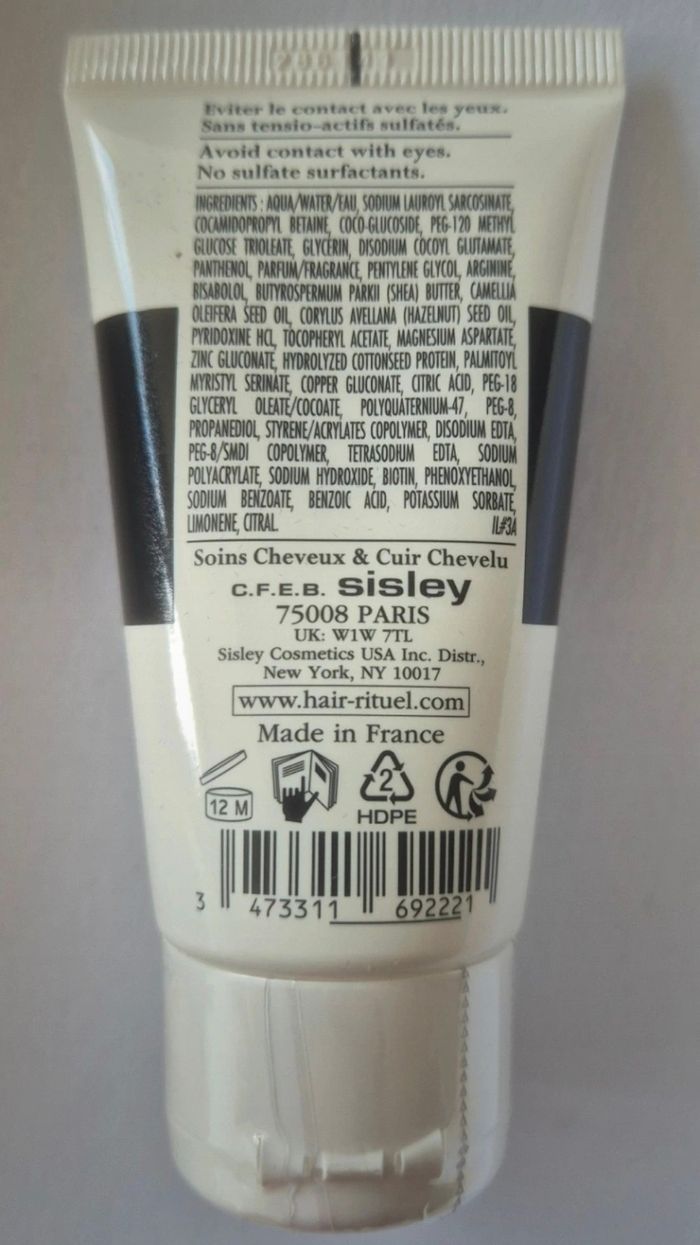 Eviter le contact avec les yeux.
Sans tensio-actifs sulfatés.
Avoid contact with eyes.
No sulfate surfactants.
INGREDIENTS : AQUA/WATER/EAU, SODIUM LAUROYL SARCOSINATE,
COCAMIDOPROPYL BETAINE, COCO-GLUCOSIDE, PEG-120 METHYL
GLUCOSE TRIOLEATE, GLYCERIN, DISODIUM COCOYL GLUTAMATE,
PANTHENOL, PARFUM/FRAGRANCE, PENTYLENE GLYCOL, ARGININE,
BISABOLOL, BUTYROSPERMUM PARKII (SHEA) BUTTER, CAMELLIA
OLEIFERA SEED OIL, CORYLUS AVELLANA (HAZELNUT) SEED OIL,
PYRIDOXINE HCL, TOCOPHERYL ACETATE, MAGNESIUM ASPARTATE,
ZINC GLUCONATE, HYDROLYZED COTTONSEED PROTEIN, PALMITOYL
MYRISTYL SERINATE, COPPER GLUCONATE, CITRIC ACID, PEG-18
GLYCERYL OLEATE/COCOATE, POLYQUATERNIUM-47, PEG-8,
PROPANEDIOL, STYRENE/ACRYLATES COPOLYMER, DISODIUM EDTA,
PEG-8/SMDI COPOLYMER, TETRASODIUM EDTA, SODIUM
POLYACRYLATE, SODIUM HYDROXIDE, BIOTIN, PHENOXYETHANOL,
SODIUM BENZOATE, BENZOIC ACID, POTASSIUM SORBATE,
LIMONENE, CITRAL. IL#3A
Soins Cheveux & Cuir Chevelu
C.F.E.B. sisley
75008 PARIS
UK: W1W 7TL
Sisley Cosmetics USA Inc. Distr.,
New York, NY 10017
www.hair-rituel.com
Made in France
12 M
2
HDPE
3 473311 692221